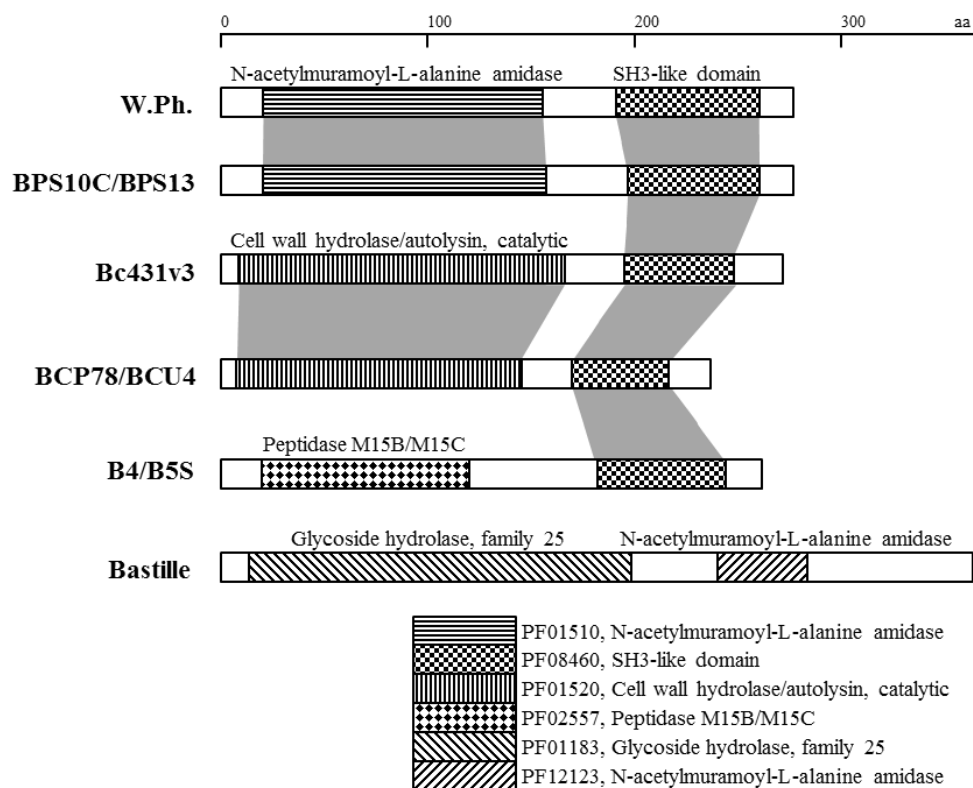 0 100 200 300 aa
N-acetylmuramoyl-L-alanine amidase SH3-like domain
W.Ph.
BPS10C/BPS13
Cell wall hydrolase/autolysin, catalytic
Bc431v3
BCP78/BCU4
Peptidase M15B/M15C
B4/B5S
Glycoside hydrolase, family 25 N-acetylmuramoyl-L-alanine amidase
Bastille
PF01510, N-acetylmuramoyl-L-alanine amidase
PF08460, SH3-like domain
PF01520, Cell wall hydrolase/autolysin, catalytic
PF02557, Peptidase M15B/M15C
PF01183, Glycoside hydrolase, family 25
PF12123, N-acetylmuramoyl-L-alanine amidase